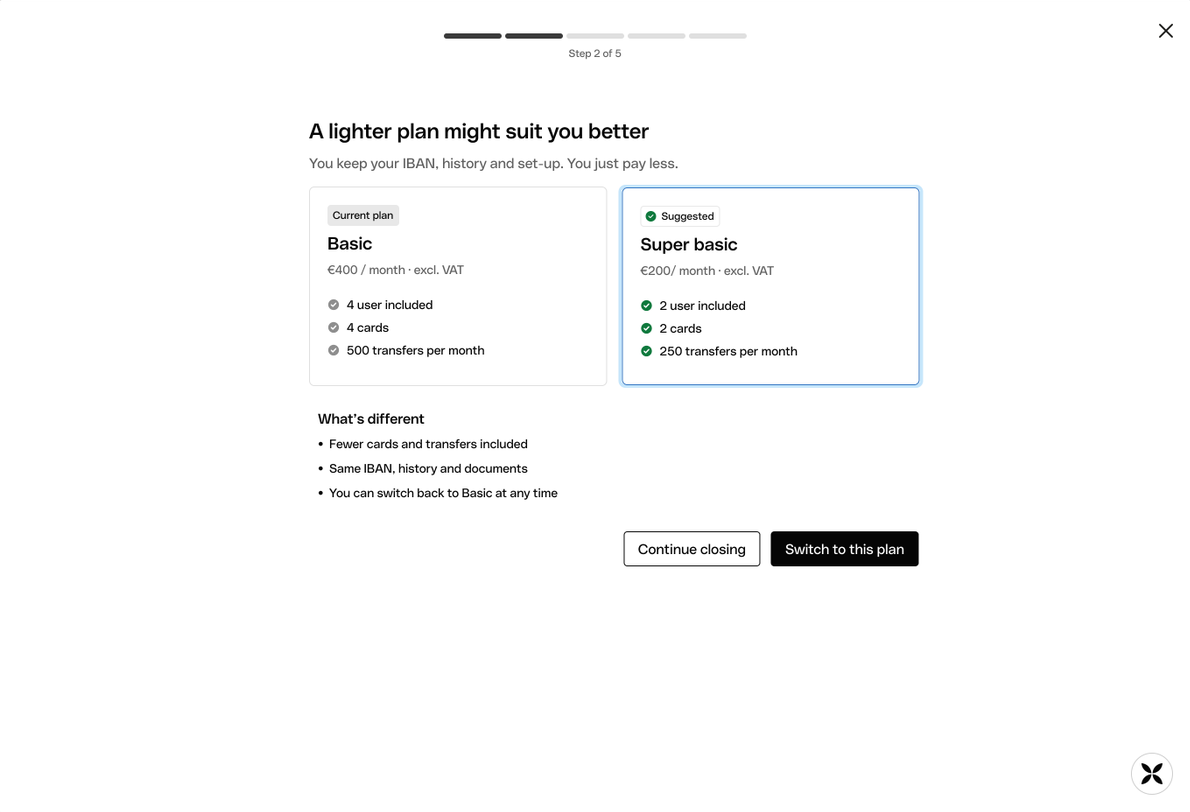 Step 2 of 5
A lighter plan might suit you better
You keep your IBAN, history and set-up. You just pay less.
Current plan
Basic
€400 / month · excl. VAT
4 user included
4 cards
500 transfers per month
Suggested
Super basic
€200/ month · excl. VAT
2 user included
2 cards
250 transfers per month
What’s different
• Fewer cards and transfers included
• Same IBAN, history and documents
• You can switch back to Basic at any time
Continue closing
Switch to this plan